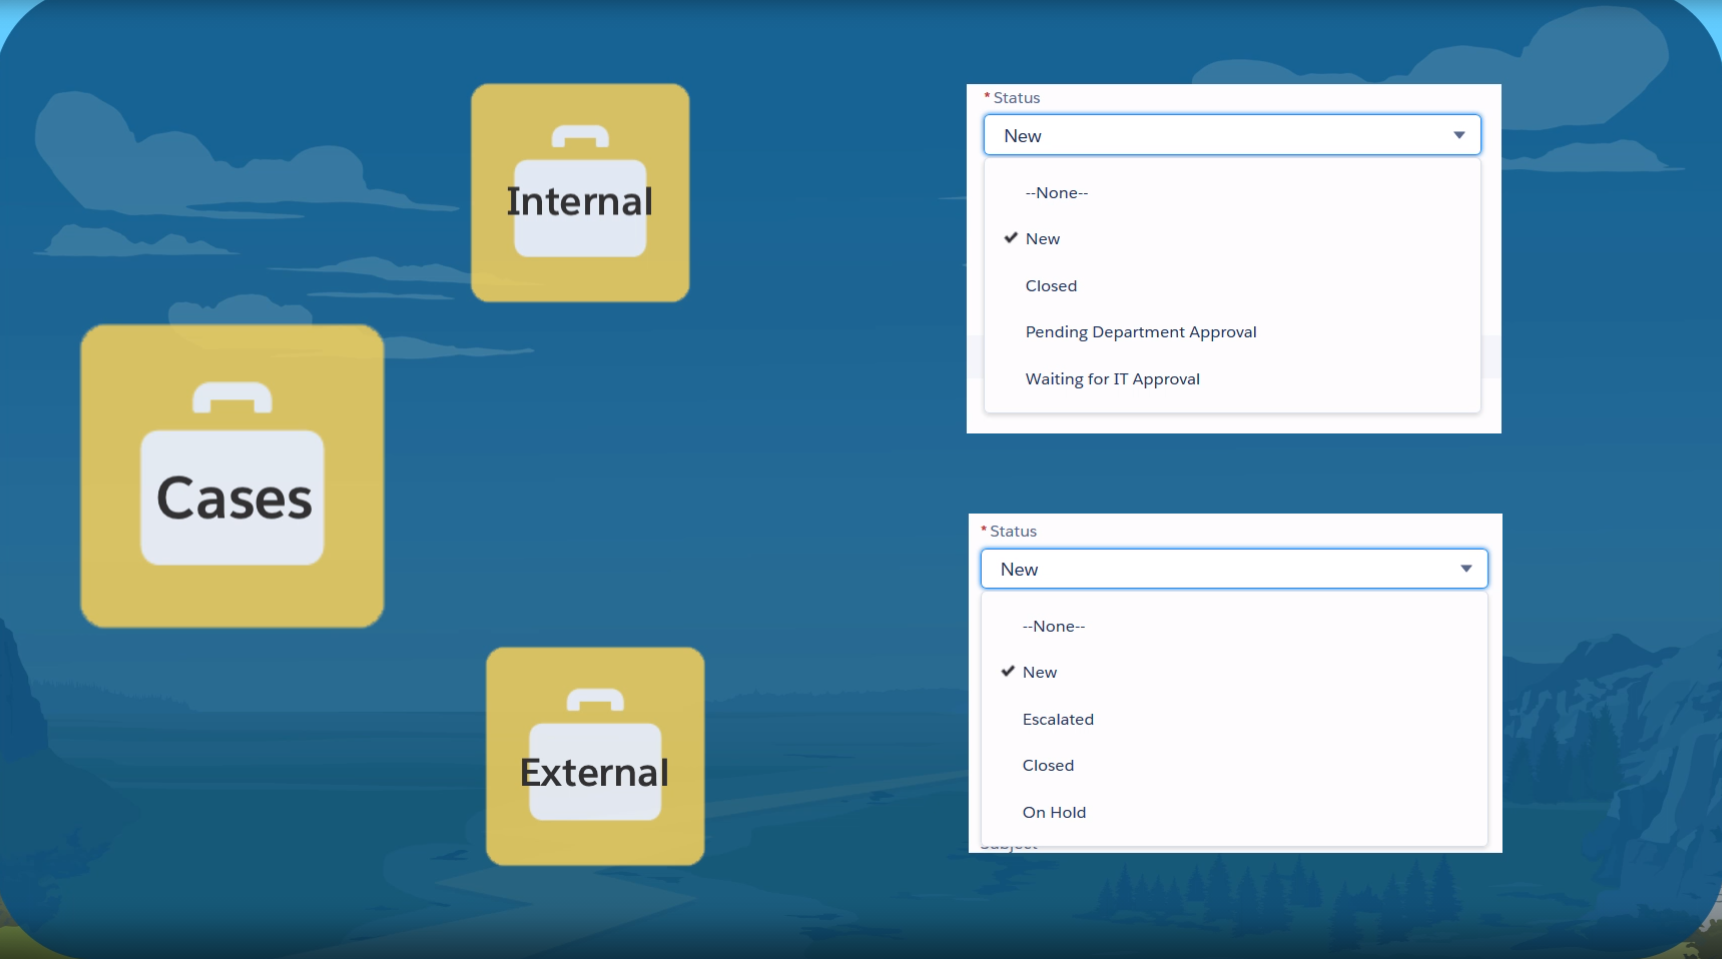 Internal
Cases
External
* Status
New
--None--
New
Closed
Pending Department Approval
Waiting for IT Approval
* Status
New
--None--
New
Escalated
Closed
On Hold
Subject